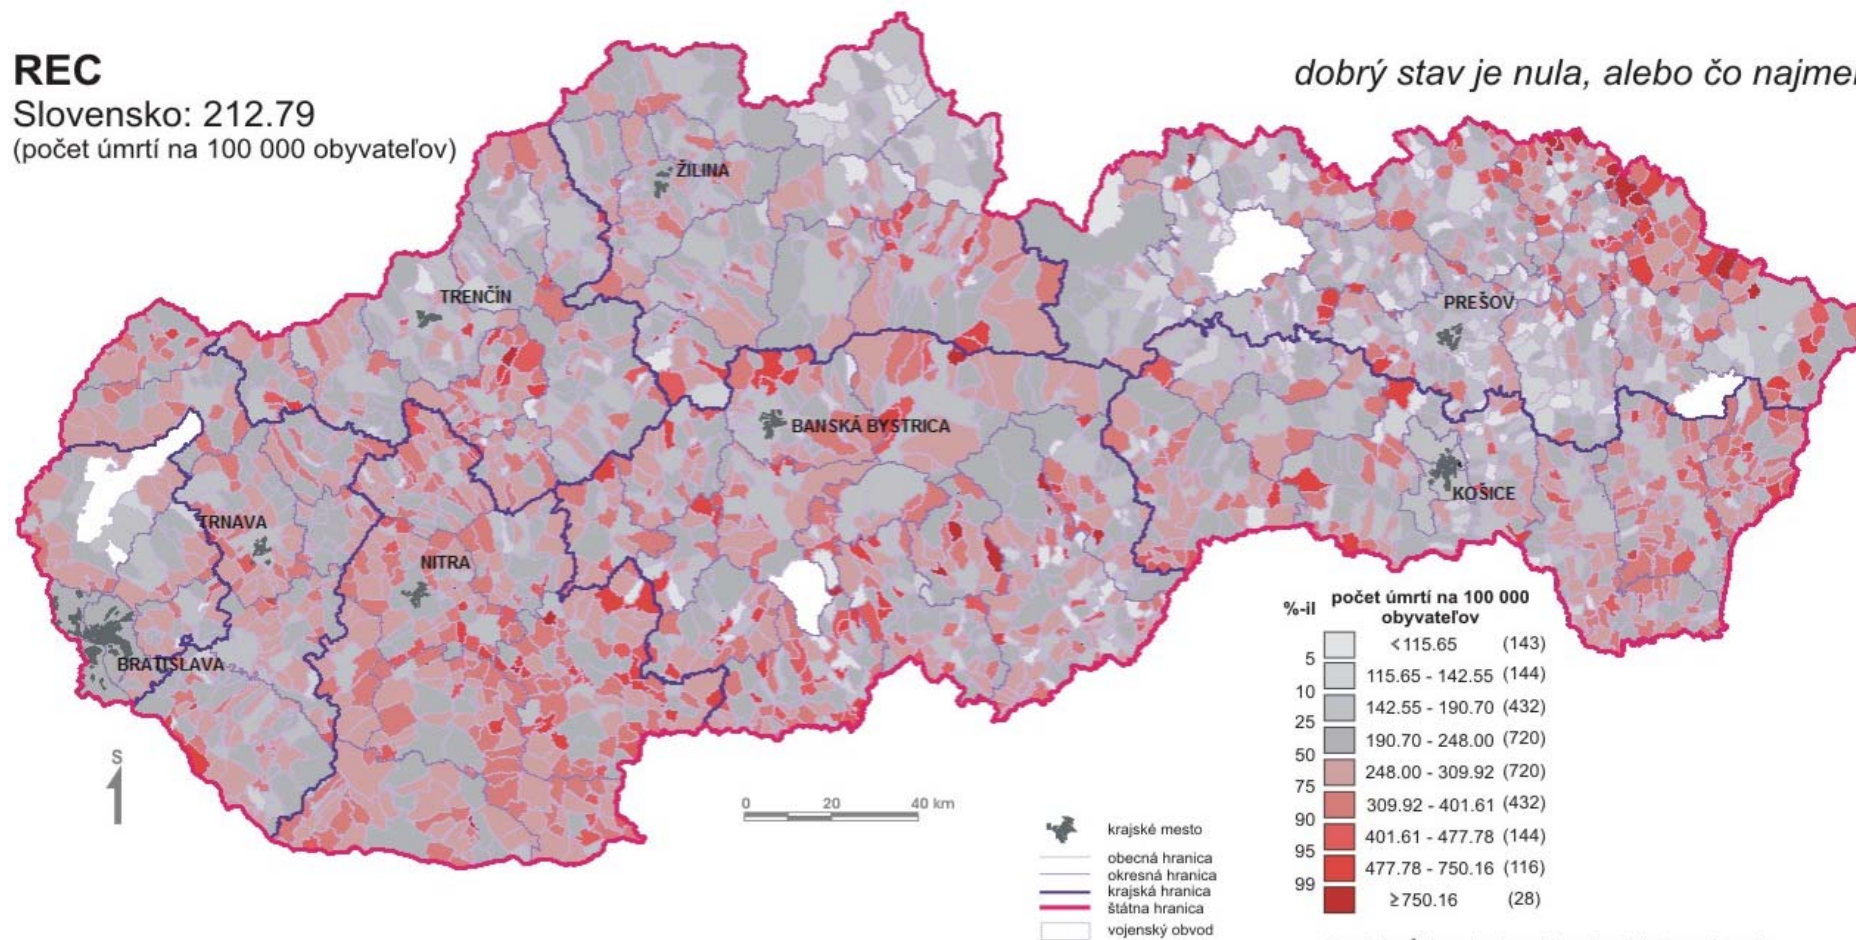 REC
Slovensko: 212.79
(počet úmrtí na 100 000 obyvateľov)
dobrý stav je nula, alebo čo
ŽILINA
TRENČÍN
PREŠOV
BANSKÁ BYSTRICA
KOŠICE
TRNAVA
NITRA
BRATISLAVA
S
0 20 40 km
krajské mesto
obecná hranica
okresná hranica
krajská hranica
štátna hranica
vojenský obvod
%-il
počet úmrtí na 100 000
obyvateľov
<115.65 (143)
5
115.65 - 142.55 (144)
10
142.55 - 190.70 (432)
25
190.70 - 248.00 (720)
50
248.00 - 309.92 (720)
75
309.92 - 401.61 (432)
90
401.61 - 477.78 (144)
95
477.78 - 750.16 (116)
99
≥750.16 (28)